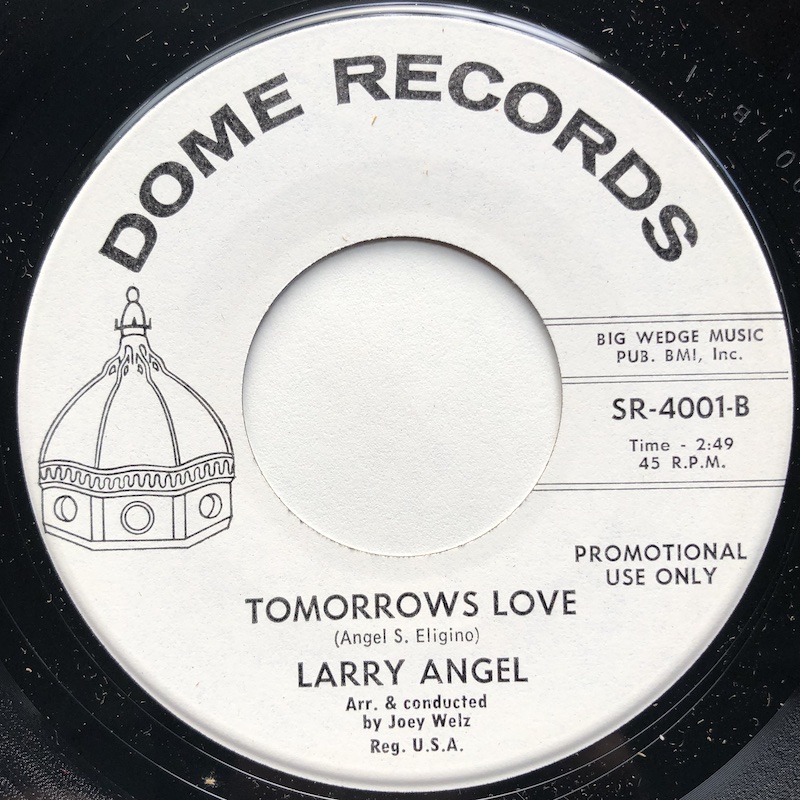 DOME RECORDS
BIG WEDGE MUSIC
PUB. BMI, Inc.
SR-4001-B
Time - 2:49
45 R.P.M.
PROMOTIONAL
USE ONLY
TOMORROWS LOVE
(Angel S. Eligino)
LARRY ANGEL
Arr. & conducted
by Joey Welz
Reg. U.S.A.